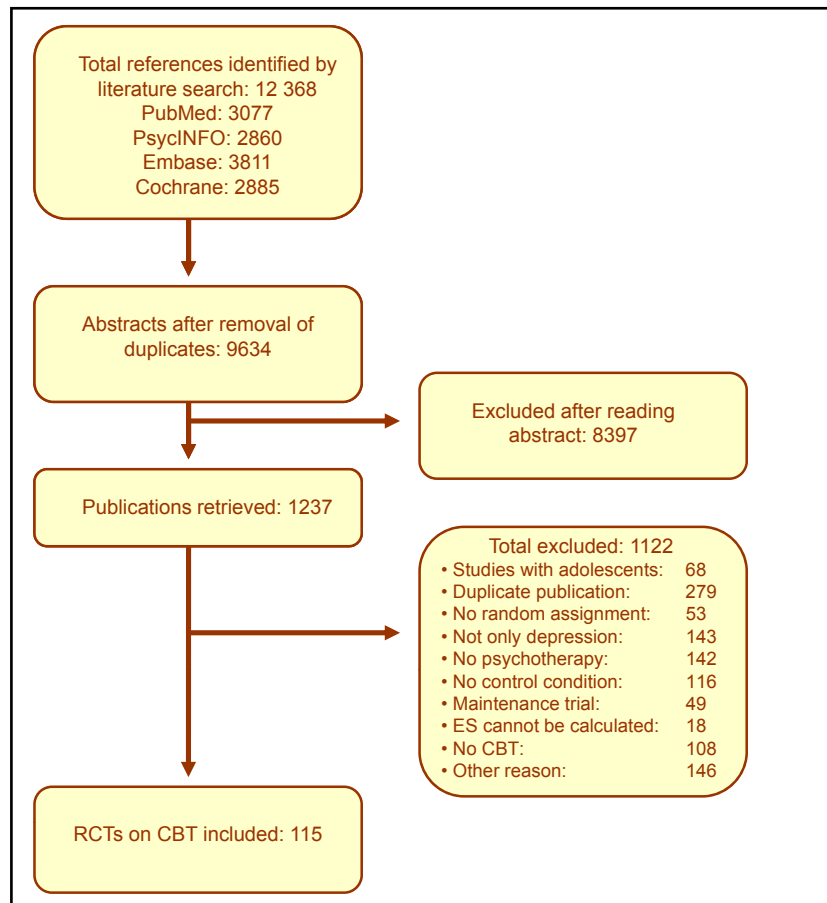 Total references identified by
literature search: 12 368
PubMed: 3077
PsycINFO: 2860
Embase: 3811
Cochrane: 2885
Abstracts after removal of
duplicates: 9634
Excluded after reading
abstract: 8397
Publications retrieved: 1237
Total excluded: 1122
• Studies with adolescents: 68
• Duplicate publication: 279
• No random assignment: 53
• Not only depression: 143
• No psychotherapy: 142
• No control condition: 116
• Maintenance trial: 49
• ES cannot be calculated: 18
• No CBT: 108
• Other reason: 146
RCTs on CBT included: 115